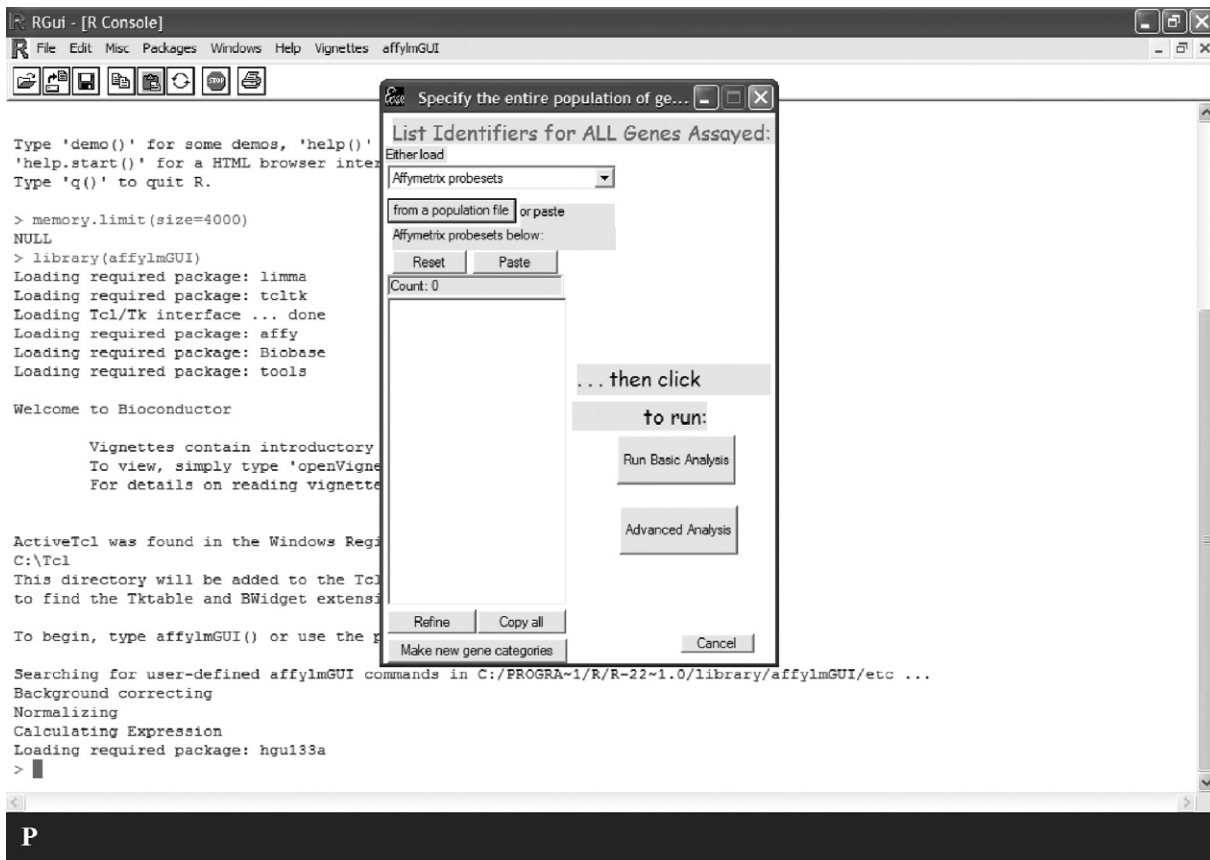 RGui - [R Console]
File Edit Misc Packages Windows Help Vignettes affylmGUI
STOP
Type 'demo()' for some demos, 'help()'
'help.start()' for a HTML browser inter
Type 'q()' to quit R.
> memory.limit(size=4000)
NULL
> library(affylmGUI)
Loading required package: limma
Loading required package: tcltk
Loading Tcl/Tk interface ... done
Loading required package: affy
Loading required package: Biobase
Loading required package: tools
Welcome to Bioconductor
Vignettes contain introductory
To view, simply type 'openVigne
For details on reading vignette
ActiveTcl was found in the Windows Regi
C:\Tcl
This directory will be added to the Tcl
to find the Tktable and BWidget extensi
To begin, type affylmGUI() or use the p
Searching for user-defined affylmGUI commands in C:/PROGRA~1/R/R-22~1.0/library/affylmGUI/etc ...
Background correcting
Normalizing
Calculating Expression
Loading required package: hgu133a
>
Specify the entire population of ge...
List Identifiers for ALL Genes Assayed:
Either load
Affymetrix probesets
from a population file or paste
Affymetrix probesets below:
Reset Paste
Count: 0
. . . then click
to run:
Run Basic Analysis
Advanced Analysis
Refine Copy all
Cancel
Make new gene categories
P